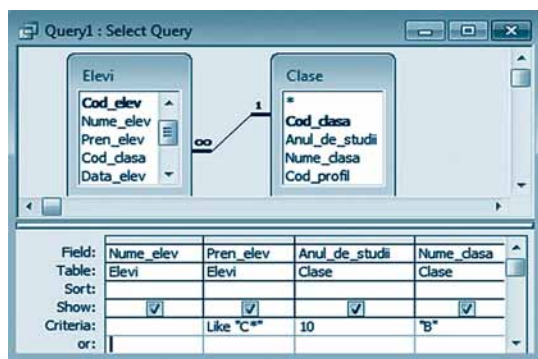 Query1 : Select Query
Elevi
Cod_elev
Nume_elev
Pren_elev
Cod_clasa
Data_elev
∞
1
Clase
*
Cod_clasa
Anul_de_studii
Nume_clasa
Cod_profil
Field: Nume_elev Pren_elev Anul_de_studii Nume_clasa
Table: Elevi Elevi Clase Clase
Sort:
Show:
Criteria: Like "C*" 10 "B"
or: